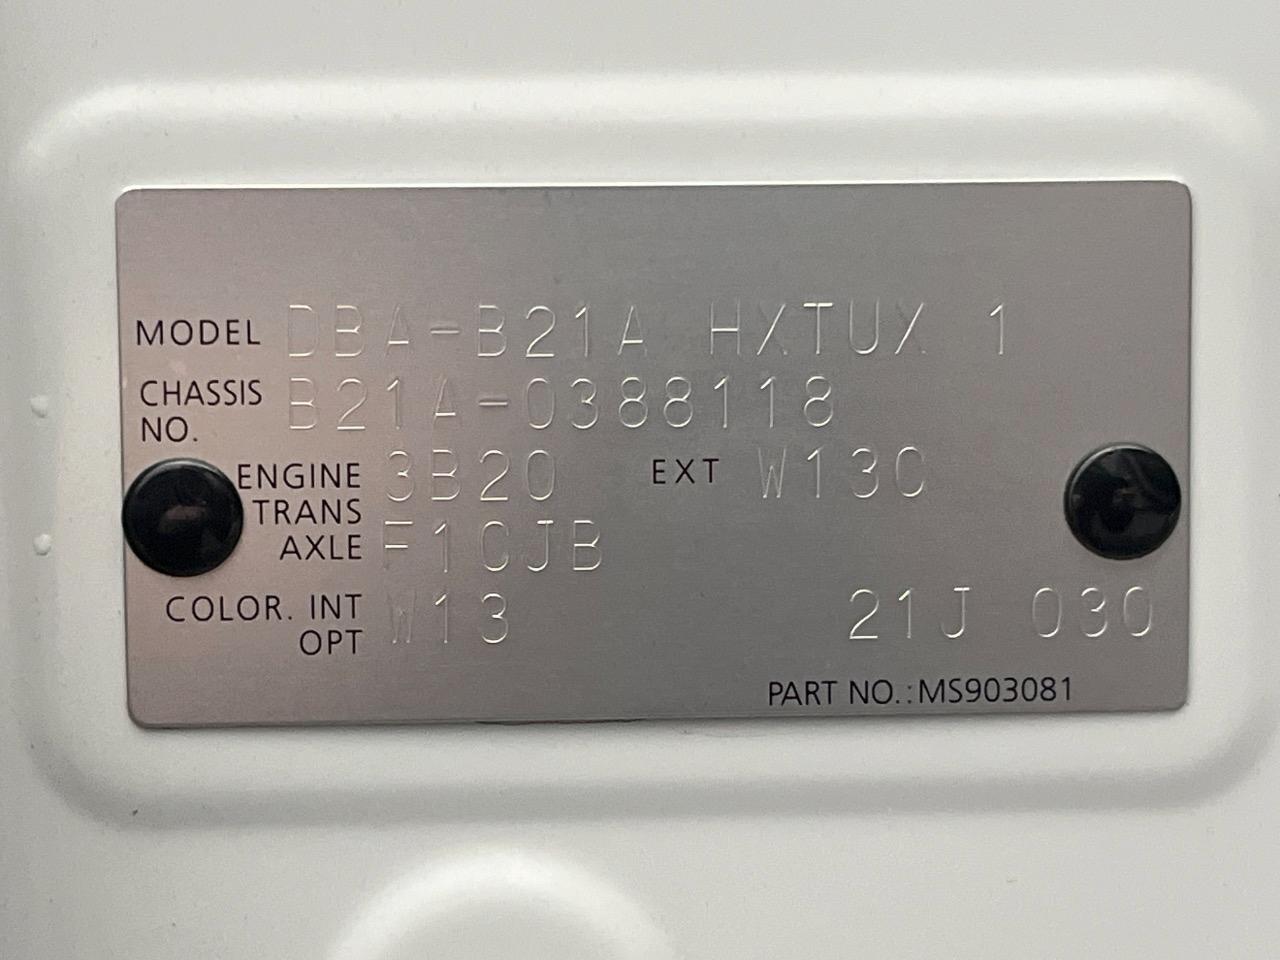 MODEL DBA-B21A HXTUX 1
CHASSIS NO. B21A-0388118
ENGINE 3B20 EXT W13C
TRANS AXLE F1CJB
COLOR. INT W13 21J 030
OPT
PART NO.:MS903081